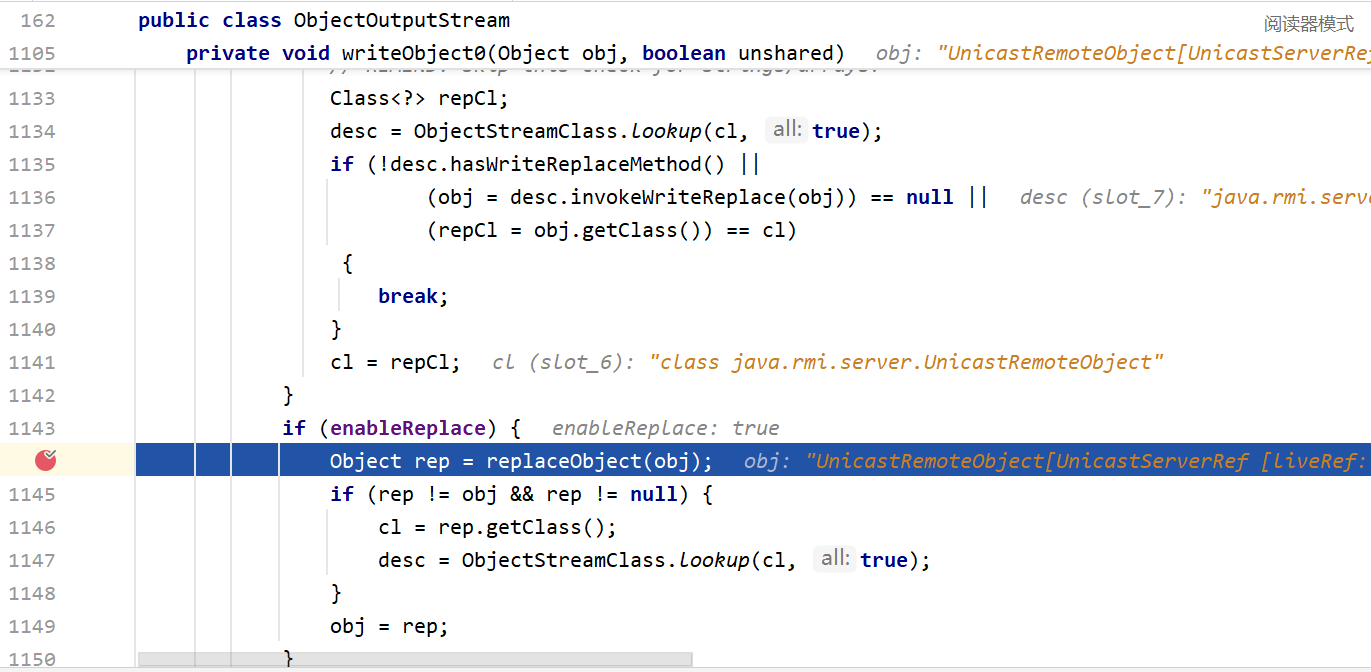 162 public class ObjectOutputStream 阅读器模式
1105 private void writeObject0(Object obj, boolean unshared) obj: "UnicastRemoteObject[UnicastServerRef
1133 Class<?> repCl;
1134 desc = ObjectStreamClass.lookup(cl, all: true);
1135 if (!desc.hasWriteReplaceMethod() ||
1136 (obj = desc.invokeWriteReplace(obj)) == null || desc (slot_7): "java.rmi.serv
1137 (repCl = obj.getClass()) == cl)
1138 {
1139 break;
1140 }
1141 cl = repCl; cl (slot_6): "class java.rmi.server.UnicastRemoteObject"
1142 }
1143 if (enableReplace) { enableReplace: true
Object rep = replaceObject(obj); obj: "UnicastRemoteObject[UnicastServerRef [liveRef:
1145 if (rep != obj && rep != null) {
1146 cl = rep.getClass();
1147 desc = ObjectStreamClass.lookup(cl, all: true);
1148 }
1149 obj = rep;
1150 }